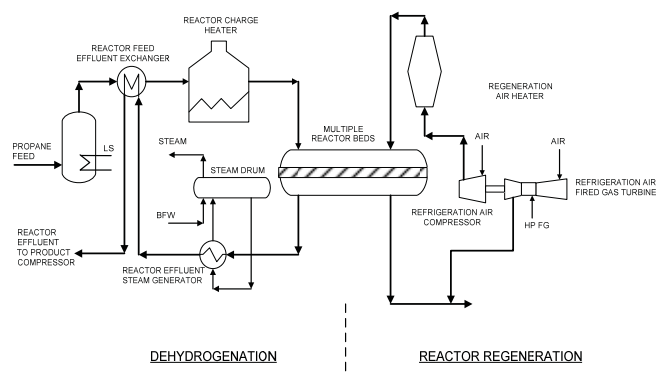 REACTOR CHARGE
HEATER
REACTOR FEED
EFFLUENT EXCHANGER
REGENERATION
AIR HEATER
MULTIPLE
REACTOR BEDS
AIR
AIR
PROPANE
FEED
LS
STEAM
STEAM DRUM
REFRIGERATION AIR
FIRED GAS TURBINE
REFRIGERATION AIR
COMPRESSOR
HP FG
BFW
REACTOR
EFFLUENT
TO PRODUCT
COMPRESSOR
REACTOR EFFLUENT
STEAM GENERATOR
DEHYDROGENATION
REACTOR REGENERATION